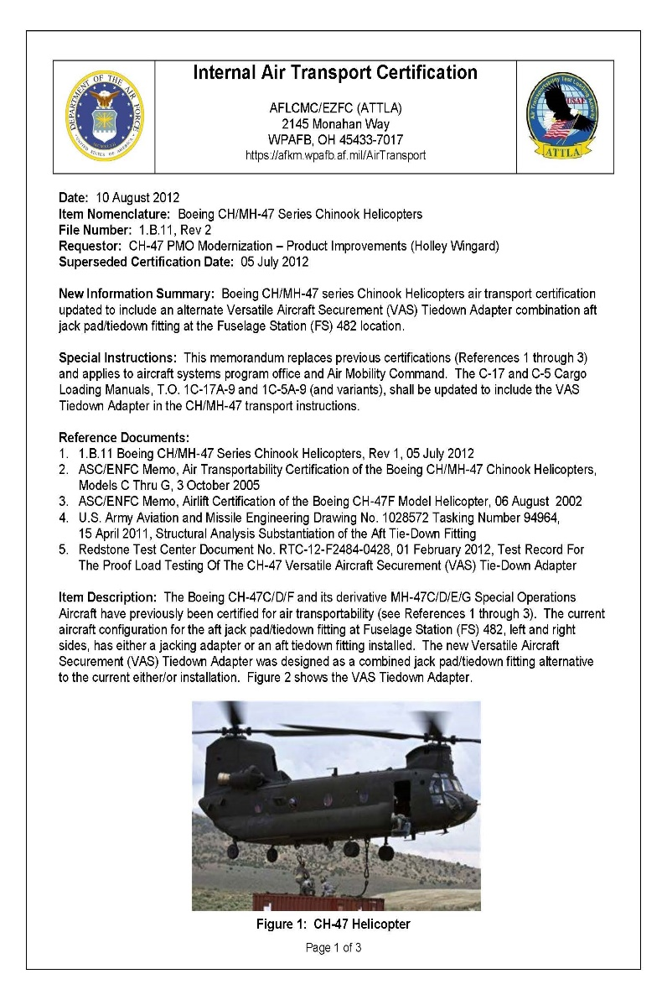 Internal Air Transport Certification
DEPARTMENT OF THE AIR FORCE
UNITED STATES OF AMERICA
AFLCMC/EZFC (ATTLA)
2145 Monahan Way
WPAFB, OH 45433-7017
https://afkm.wpafb.af.mil/AirTransport
Air Transportability Test Loading Activity
USAF
ATTLA
Date: 10 August 2012
Item Nomenclature: Boeing CH/MH-47 Series Chinook Helicopters
File Number: 1.B.11, Rev 2
Requestor: CH-47 PMO Modernization – Product Improvements (Holley Wingard)
Superseded Certification Date: 05 July 2012
New Information Summary: Boeing CH/MH-47 series Chinook Helicopters air transport certification
updated to include an alternate Versatile Aircraft Securement (VAS) Tiedown Adapter combination aft
jack pad/tiedown fitting at the Fuselage Station (FS) 482 location.
Special Instructions: This memorandum replaces previous certifications (References 1 through 3)
and applies to aircraft systems program office and Air Mobility Command. The C-17 and C-5 Cargo
Loading Manuals, T.O. 1C-17A-9 and 1C-5A-9 (and variants), shall be updated to include the VAS
Tiedown Adapter in the CH/MH-47 transport instructions.
Reference Documents:
1. 1.B.11 Boeing CH/MH-47 Series Chinook Helicopters, Rev 1, 05 July 2012
2. ASC/ENFC Memo, Air Transportability Certification of the Boeing CH/MH-47 Chinook Helicopters,
Models C Thru G, 3 October 2005
3. ASC/ENFC Memo, Airlift Certification of the Boeing CH-47F Model Helicopter, 06 August 2002
4. U.S. Army Aviation and Missile Engineering Drawing No. 1028572 Tasking Number 94964,
15 April 2011, Structural Analysis Substantiation of the Aft Tie-Down Fitting
5. Redstone Test Center Document No. RTC-12-F2484-0428, 01 February 2012, Test Record For
The Proof Load Testing Of The CH-47 Versatile Aircraft Securement (VAS) Tie-Down Adapter
Item Description: The Boeing CH-47C/D/F and its derivative MH-47C/D/E/G Special Operations
Aircraft have previously been certified for air transportability (see References 1 through 3). The current
aircraft configuration for the aft jack pad/tiedown fitting at Fuselage Station (FS) 482, left and right
sides, has either a jacking adapter or an aft tiedown fitting installed. The new Versatile Aircraft
Securement (VAS) Tiedown Adapter was designed as a combined jack pad/tiedown fitting alternative
to the current either/or installation. Figure 2 shows the VAS Tiedown Adapter.
Figure 1: CH-47 Helicopter
Page 1 of 3